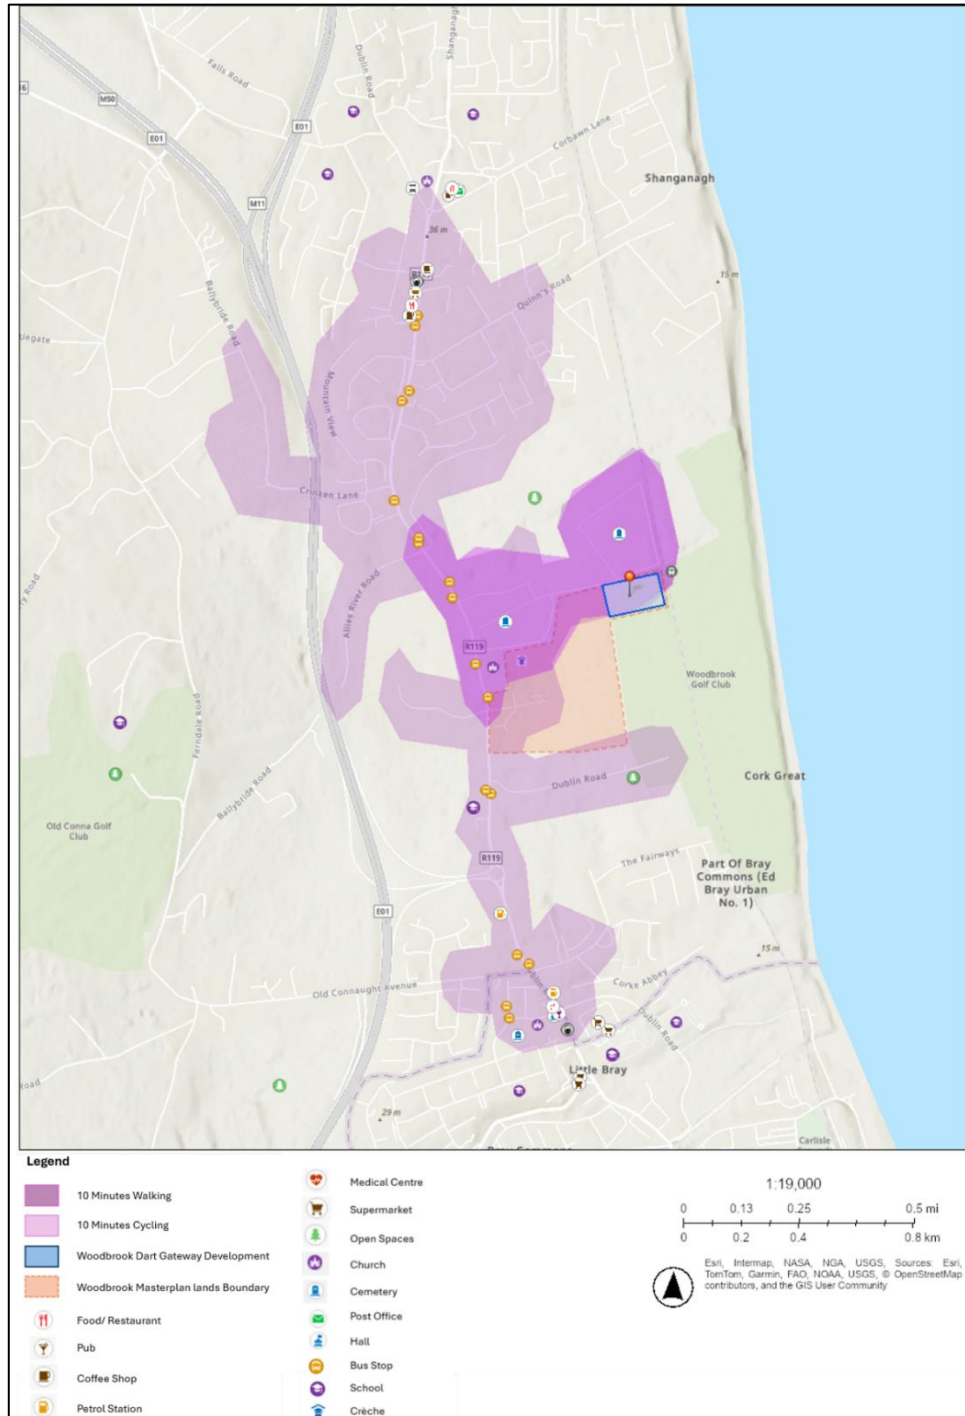 Shanganagh
Dublin Road
Falls Road
M50
E01
E01
Corbawn Lane
Shanganagh
M11
36 m
15 m
Ballybride Road
Quinn's Road
Mountain View
Crinken Lane
Allies River Road
R119
Woodbrook
Golf Club
Ferndale Road
Cork Great
Dublin Road
Ballybride Road
Old Conna Golf
Club
The Fairways
Part Of Bray
Commons (Ed
Bray Urban
No. 1)
R119
E01
15 m
Old Connaught Avenue
Corke Abbey
Dublin Road
Little Bray
Road
29 m
Carlisle
Legend
10 Minutes Walking
10 Minutes Cycling
Woodbrook Dart Gateway Development
Woodbrook Masterplan lands Boundary
Food/ Restaurant
Pub
Coffee Shop
Petrol Station
Medical Centre
Supermarket
Open Spaces
Church
Cemetery
Post Office
Hall
Bus Stop
School
Crèche
1:19,000
0 0.13 0.25 0.5 mi
0 0.2 0.4 0.8 km
Esri, Intermap, NASA, NGA, USGS, Sources: Esri,
TomTom, Garmin, FAO, NOAA, USGS, © OpenStreetMap
contributors, and the GIS User Community